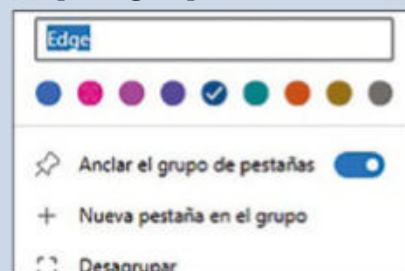 Edge
Anclar el grupo de pestañas
Nueva pestaña en el grupo
Desagrupar